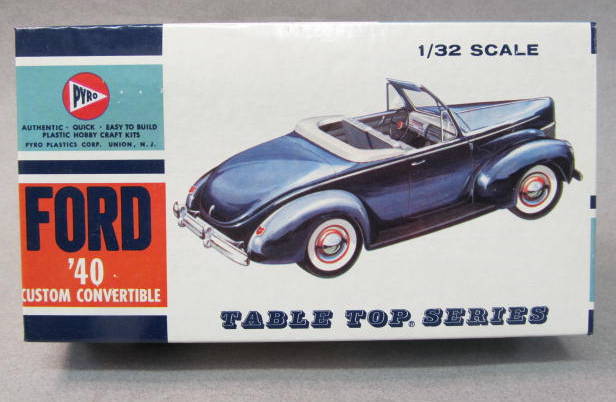 1/32 SCALE
PYRO
AUTHENTIC · QUICK · EASY TO BUILD
PLASTIC HOBBY CRAFT KITS
PYRO PLASTICS CORP. UNION, N. J.
FORD
'40
CUSTOM CONVERTIBLE
TABLE TOP® SERIES